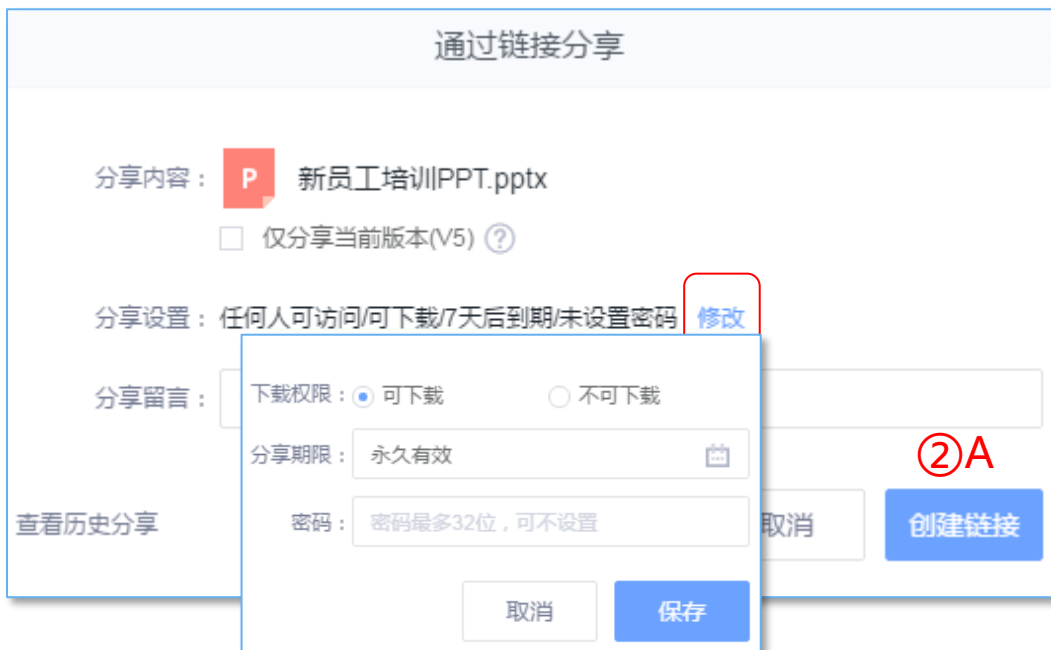 通过链接分享
分享内容： P 新员工培训PPT.pptx
仅分享当前版本(V5) ?
分享设置：任何人可访问/可下载/7天后到期/未设置密码 修改
分享留言：
下载权限： 可下载 不可下载
分享期限： 永久有效
密码： 密码最多32位，可不设置
取消 保存
②A
查看历史分享 取消 创建链接